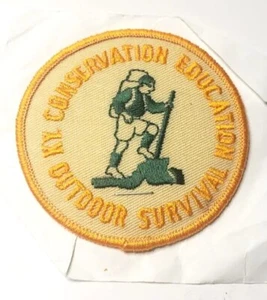 KY. CONSERVATION EDUCATION
OUTDOOR SURVIVAL